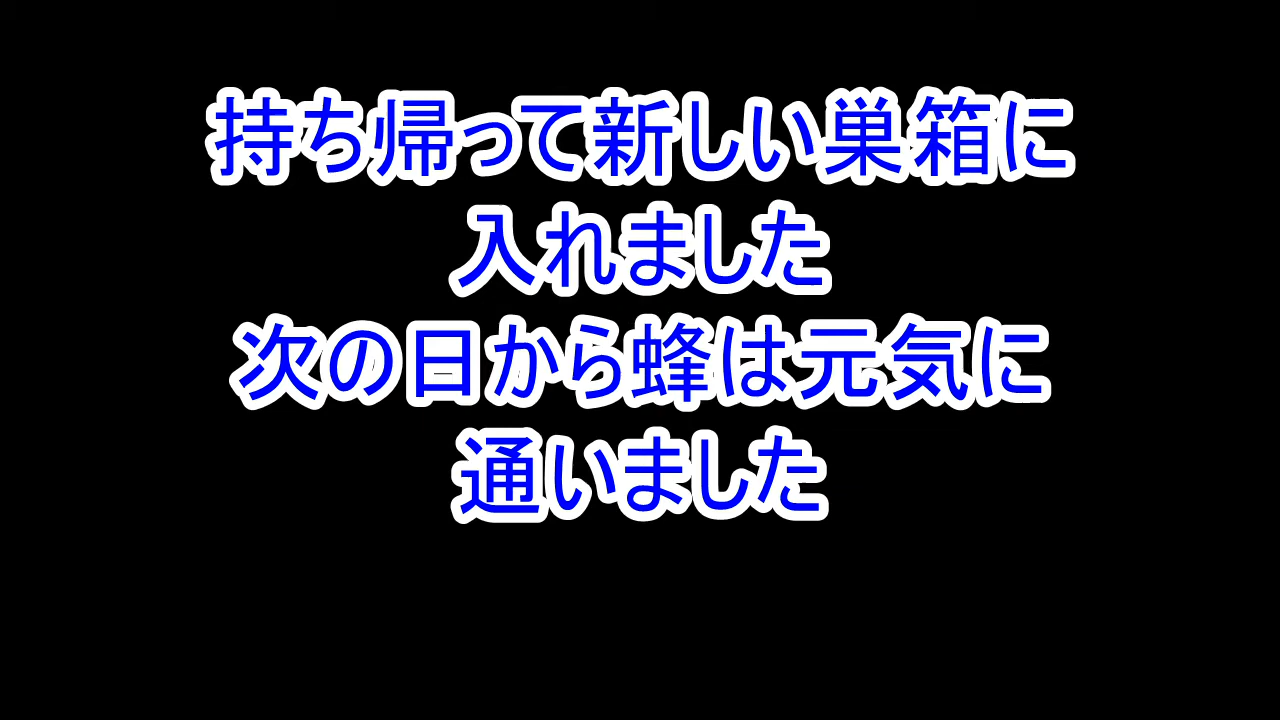 持ち帰って新しい巣箱に
入れました
次の日から蜂は元気に
通いました